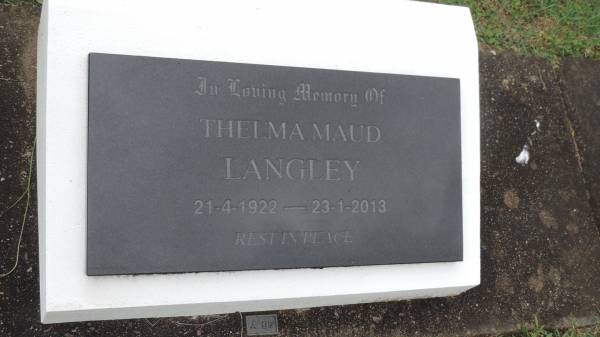 In Loving Memory Of
THELMA MAUD
LANGLEY
21-4-1922 — 23-1-2013
REST IN PEACE